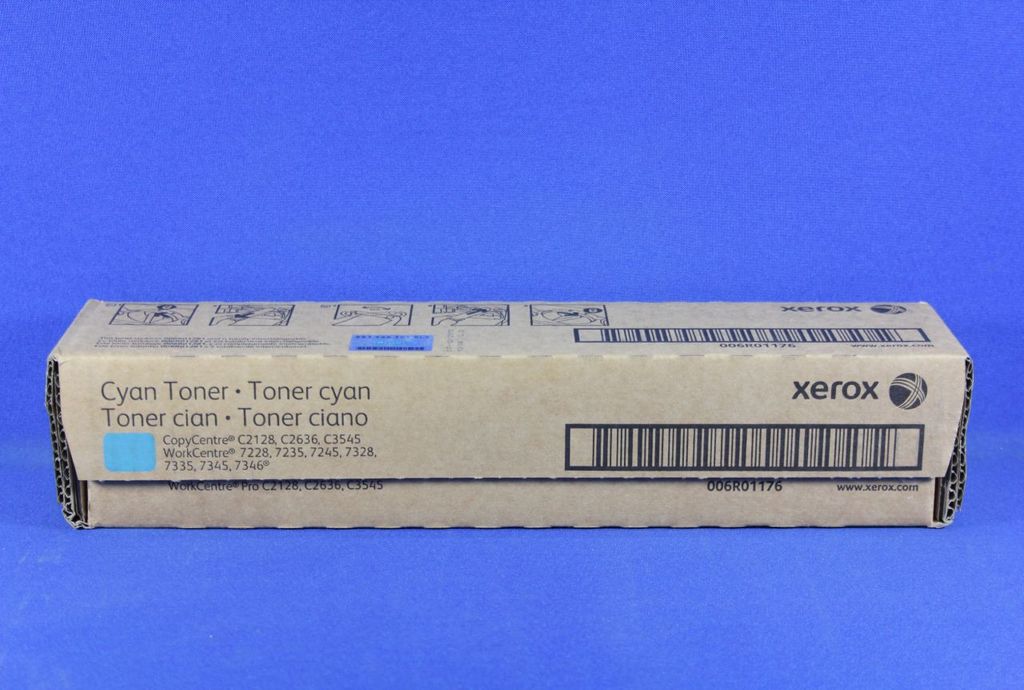 xerox
006R01176
www.xerox.com
Cyan Toner • Toner cyan
Toner cian • Toner ciano
xerox
CopyCentre® C2128, C2636, C3545
WorkCentre® 7228, 7235, 7245, 7328,
7335, 7345, 7346®
WorkCentre® Pro C2128, C2636, C3545
006R01176
www.xerox.com